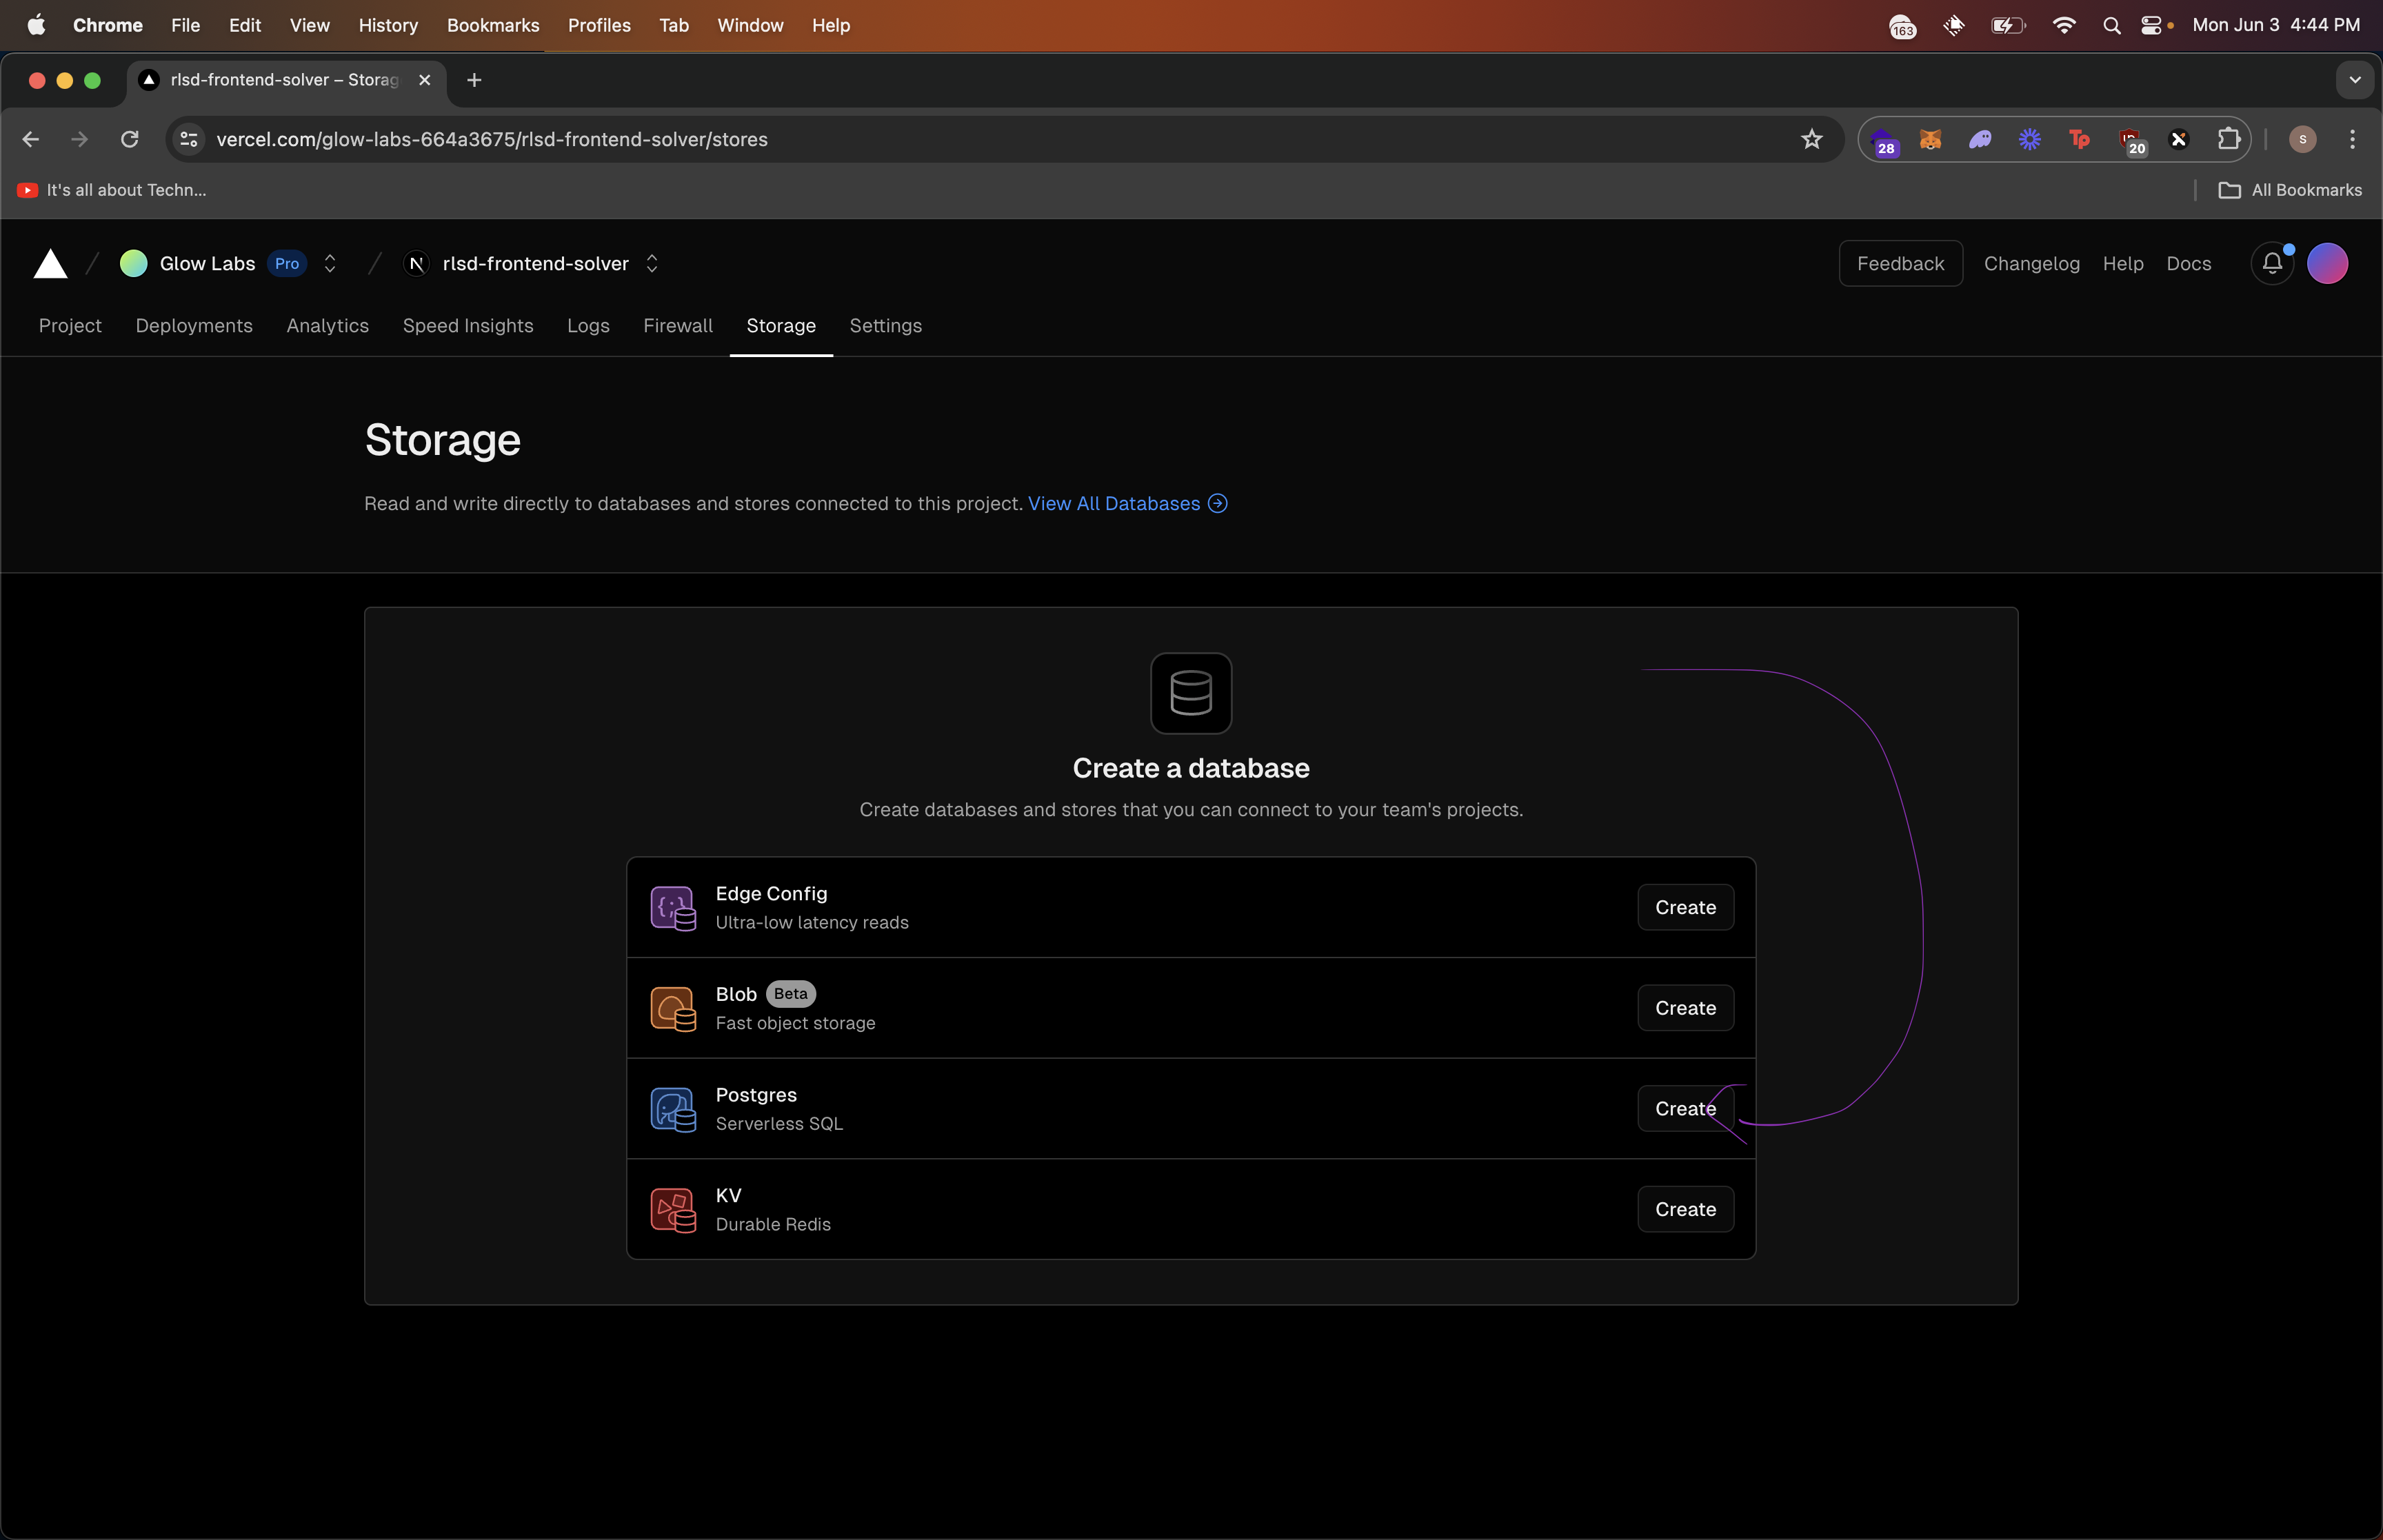 Chrome File Edit View History Bookmarks Profiles Tab Window Help 163 Mon Jun 3 4:44 PM
rlsd-frontend-solver – Storag
vercel.com/glow-labs-664a3675/rlsd-frontend-solver/stores 28 Tp 20 S
It's all about Techn... All Bookmarks
Glow Labs Pro N rlsd-frontend-solver Feedback Changelog Help Docs
Project Deployments Analytics Speed Insights Logs Firewall Storage Settings
Storage
Read and write directly to databases and stores connected to this project. View All Databases
Create a database
Create databases and stores that you can connect to your team's projects.
Edge Config
Ultra-low latency reads
Create
Blob Beta
Fast object storage
Create
Postgres
Serverless SQL
Create
KV
Durable Redis
Create